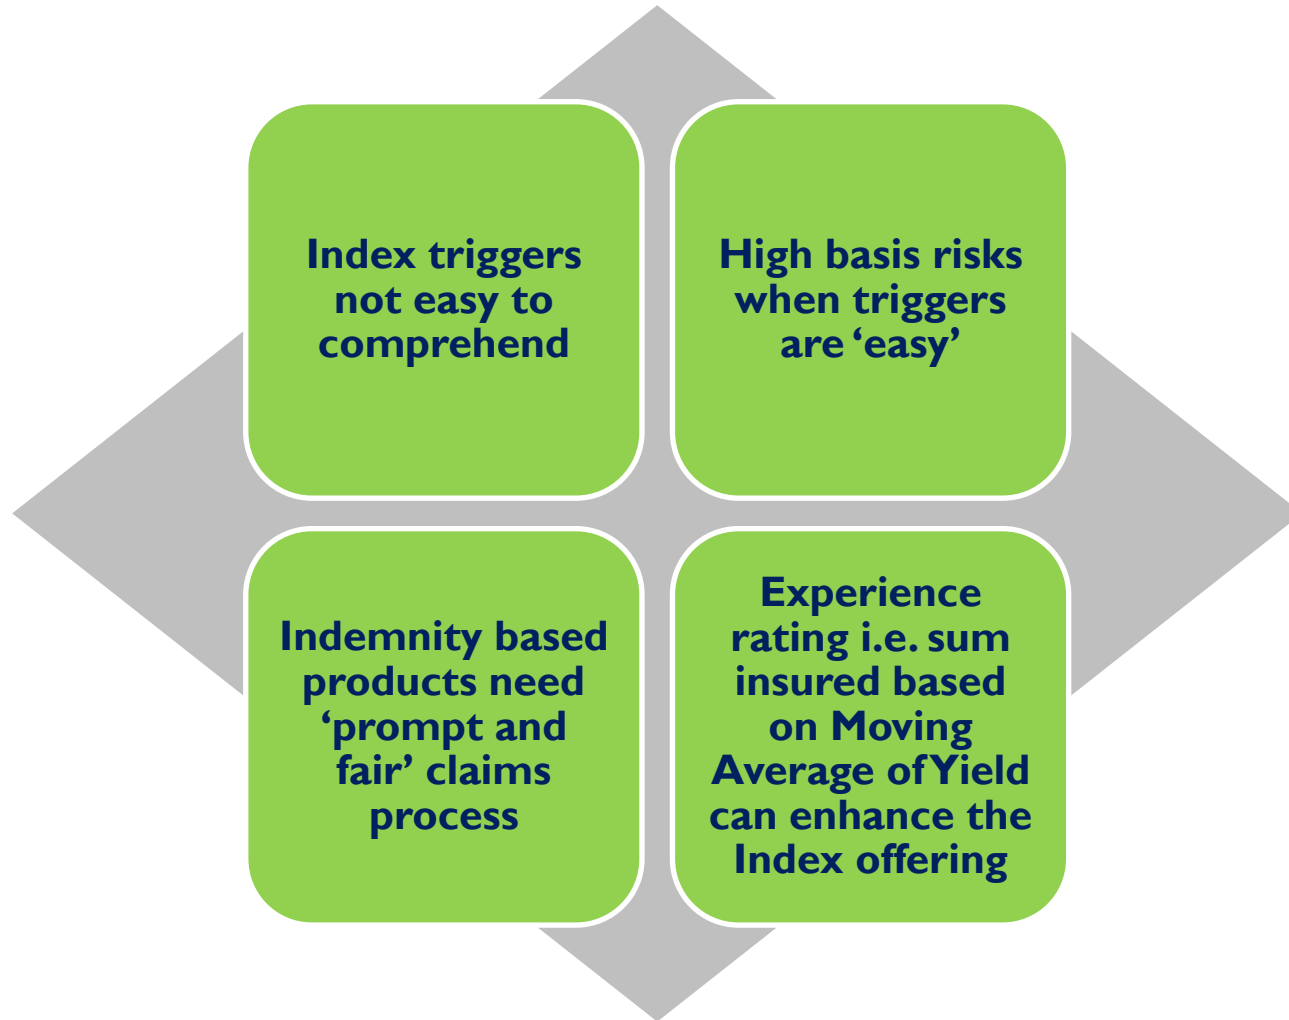 Index triggers
not easy to
comprehend
High basis risks
when triggers
are ‘easy’
Indemnity based
products need
‘prompt and
fair’ claims
process
Experience
rating i.e. sum
insured based
on Moving
Average of Yield
can enhance the
Index offering